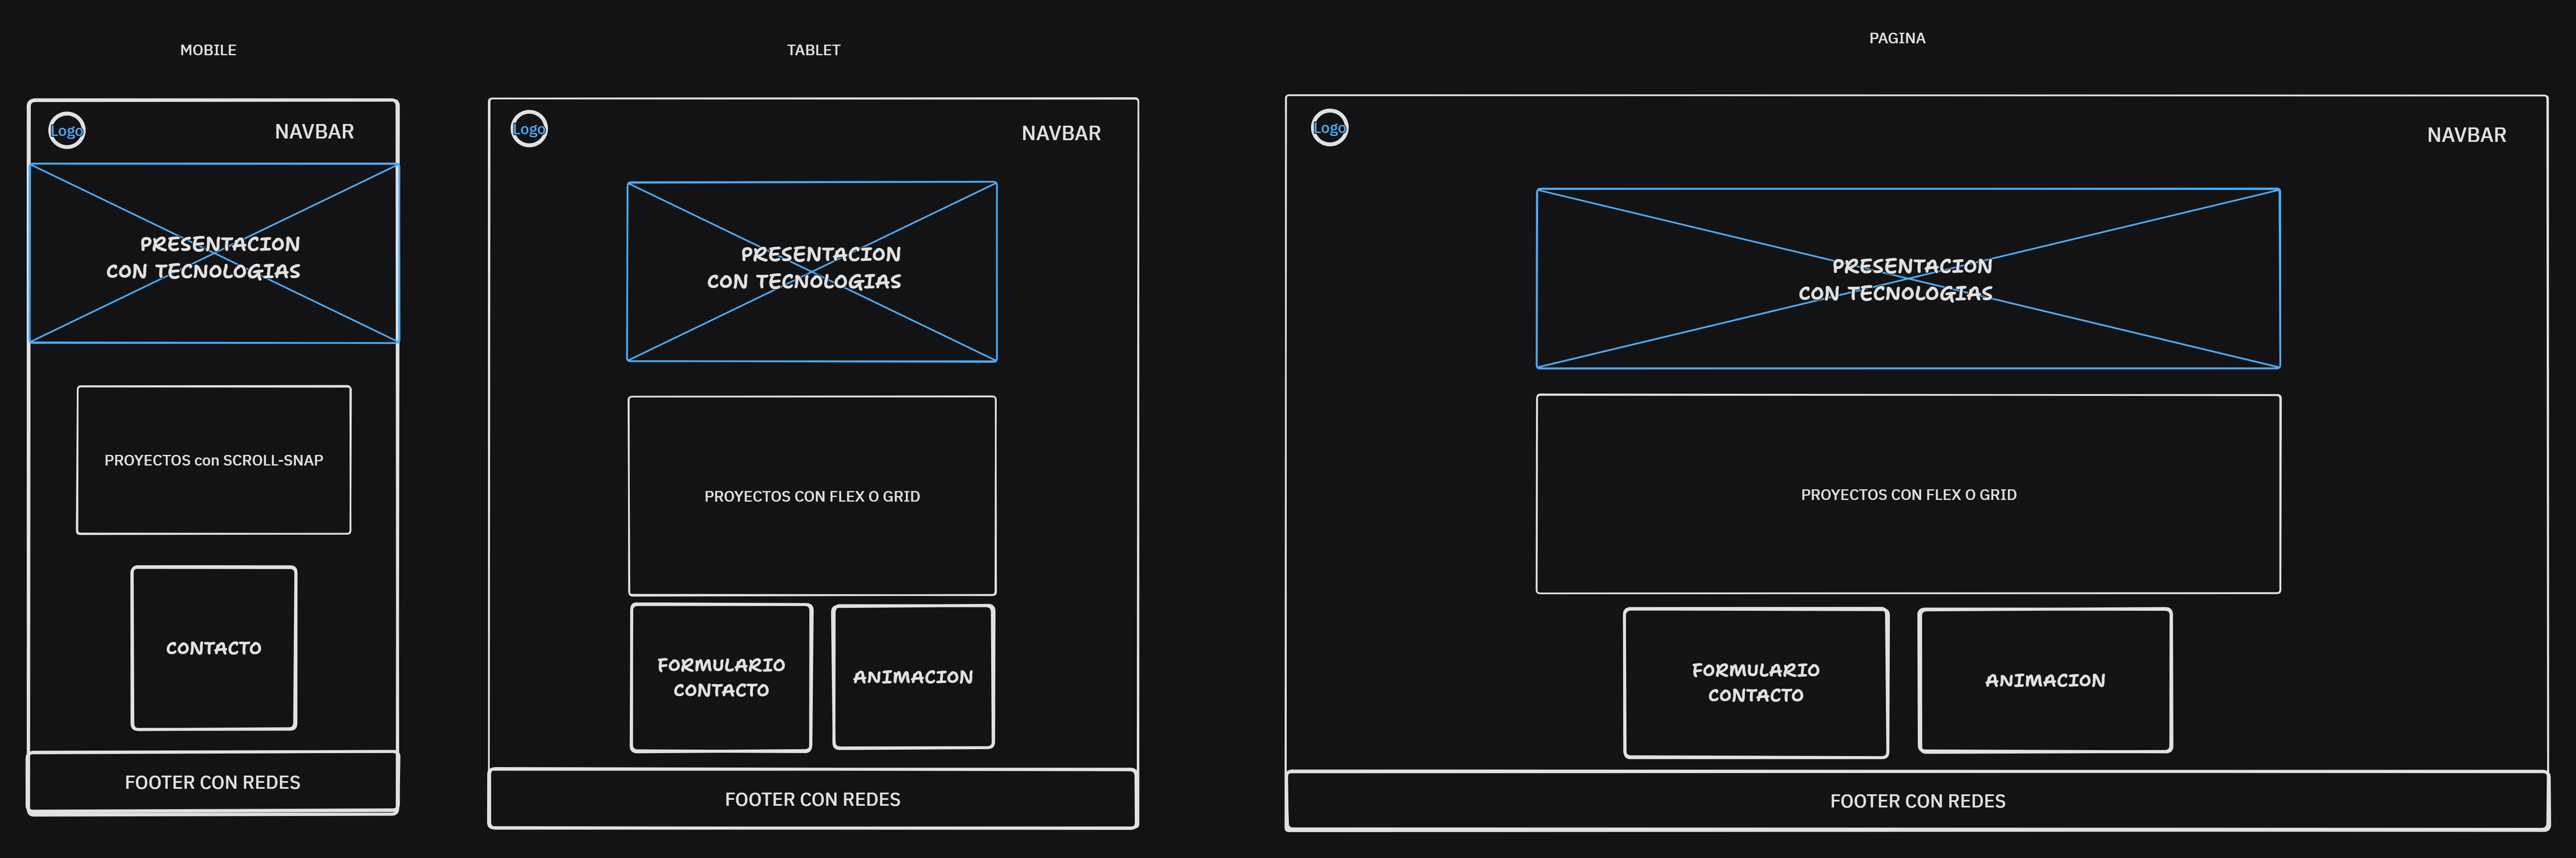 MOBILE
Logo
NAVBAR
PRESENTACION
CON TECNOLOGIAS
PROYECTOS con SCROLL-SNAP
CONTACTO
FOOTER CON REDES
TABLET
Logo
NAVBAR
PRESENTACION
CON TECNOLOGIAS
PROYECTOS CON FLEX O GRID
FORMULARIO
CONTACTO
ANIMACION
FOOTER CON REDES
PAGINA
Logo
NAVBAR
PRESENTACION
CON TECNOLOGIAS
PROYECTOS CON FLEX O GRID
FORMULARIO
CONTACTO
ANIMACION
FOOTER CON REDES